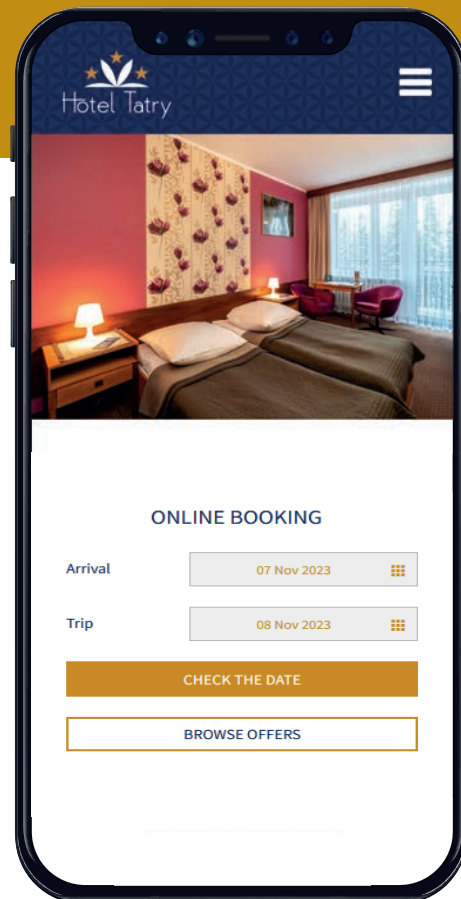 Hotel Tatry
ONLINE BOOKING
Arrival
07 Nov 2023
Trip
08 Nov 2023
CHECK THE DATE
BROWSE OFFERS